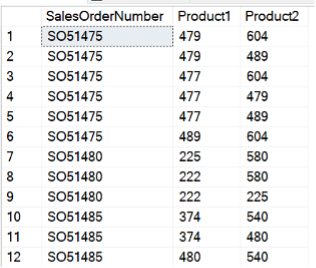 SalesOrderNumber Product1 Product2
1 SO51475 479 604
2 SO51475 479 489
3 SO51475 477 604
4 SO51475 477 479
5 SO51475 477 489
6 SO51475 489 604
7 SO51480 225 580
8 SO51480 222 580
9 SO51480 222 225
10 SO51485 374 540
11 SO51485 374 480
12 SO51485 480 540